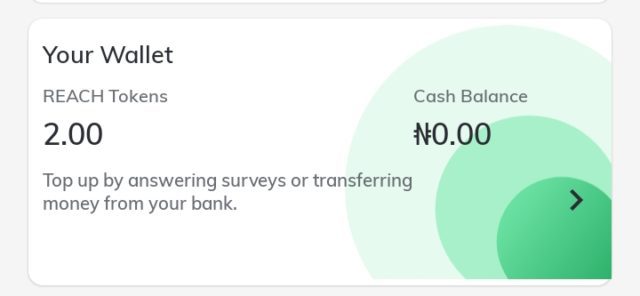 Your Wallet
REACH Tokens
Cash Balance
2.00
₦0.00
Top up by answering surveys or transferring
money from your bank.